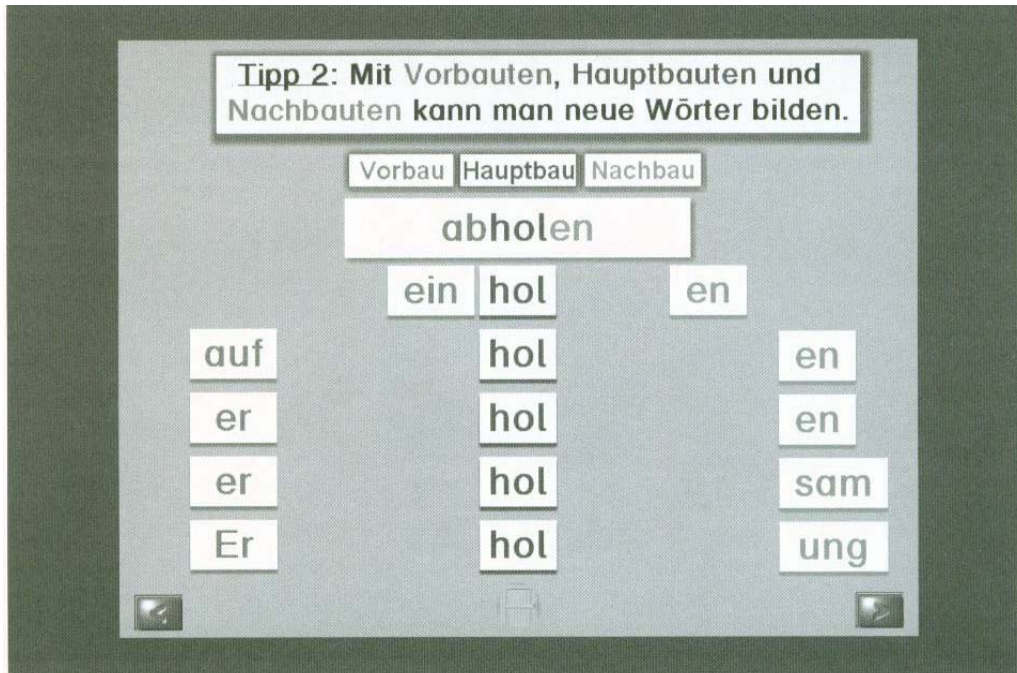 Tipp 2: Mit Vorbauten, Hauptbauten und
Nachbauten kann man neue Wörter bilden.
Vorbau Hauptbau Nachbau
abholen
ein hol en
auf hol en
er hol en
er hol sam
Er hol ung